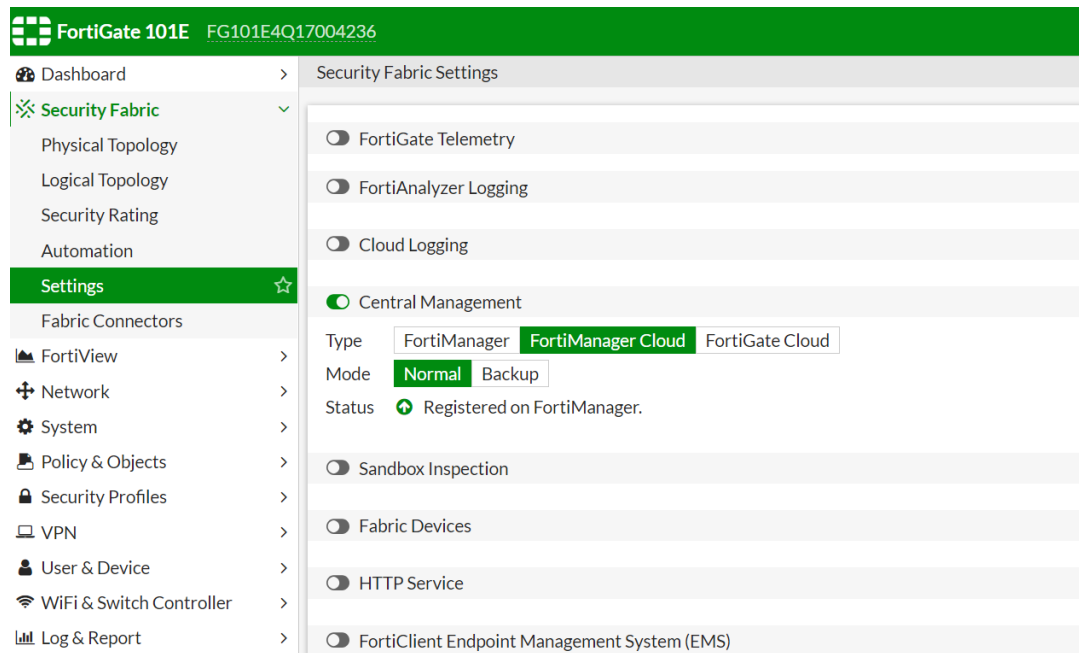 FortiGate 101E FG101E4Q17004236
Dashboard
Security Fabric
Physical Topology
Logical Topology
Security Rating
Automation
Settings
Fabric Connectors
FortiView
Network
System
Policy & Objects
Security Profiles
VPN
User & Device
WiFi & Switch Controller
Log & Report
Security Fabric Settings
FortiGate Telemetry
FortiAnalyzer Logging
Cloud Logging
Central Management
Type FortiManager FortiManager Cloud FortiGate Cloud
Mode Normal Backup
Status Registered on FortiManager.
Sandbox Inspection
Fabric Devices
HTTP Service
FortiClient Endpoint Management System (EMS)